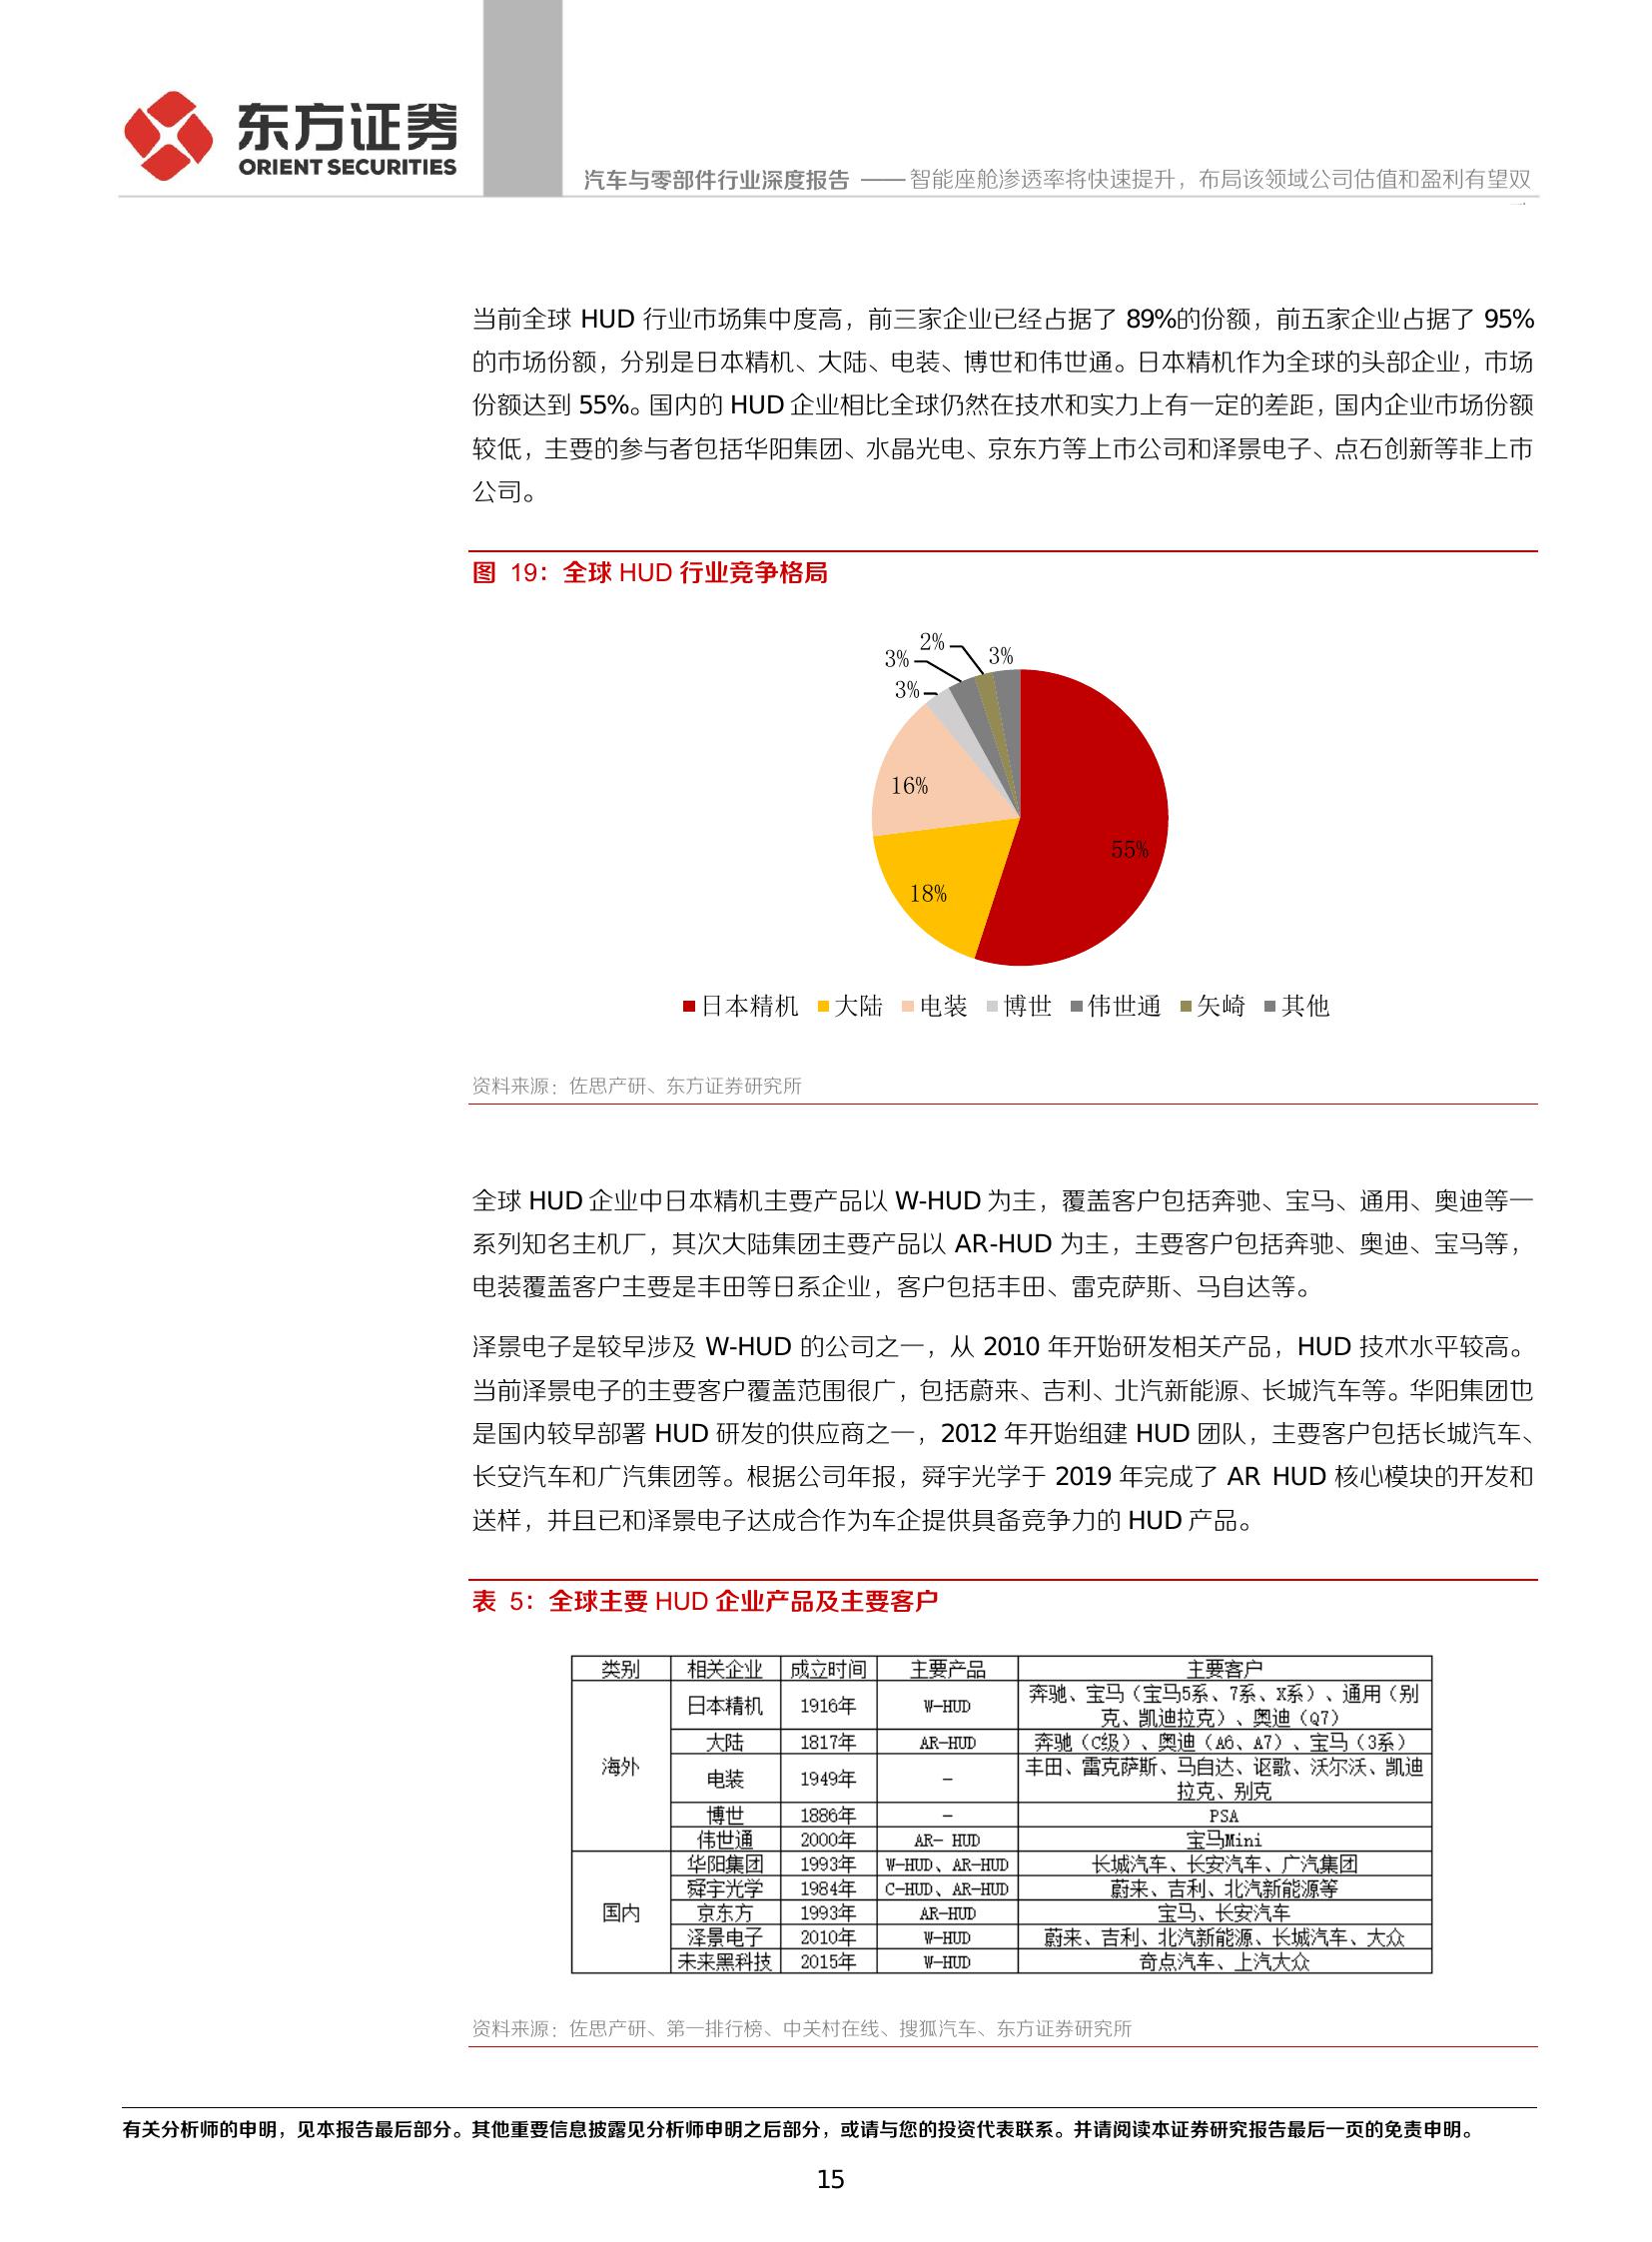 东方证券
ORIENT SECURITIES
汽车与零部件行业深度报告 —— 智能座舱渗透率将快速提升，布局该领域公司估值和盈利有望双
当前全球 HUD 行业市场集中度高，前三家企业已经占据了 89%的份额，前五家企业占据了 95%
的市场份额，分别是日本精机、大陆、电装、博世和伟世通。日本精机作为全球的头部企业，市场
份额达到 55%。国内的 HUD 企业相比全球仍然在技术和实力上有一定的差距，国内企业市场份额
较低，主要的参与者包括华阳集团、水晶光电、京东方等上市公司和泽景电子、点石创新等非上市
公司。
图 19：全球 HUD 行业竞争格局
2%
3%
3%
3%
16%
55%
18%
日本精机 大陆 电装 博世 伟世通 矢崎 其他
资料来源：佐思产研、东方证券研究所
全球 HUD 企业中日本精机主要产品以 W-HUD 为主，覆盖客户包括奔驰、宝马、通用、奥迪等一
系列知名主机厂，其次大陆集团主要产品以 AR-HUD 为主，主要客户包括奔驰、奥迪、宝马等，
电装覆盖客户主要是丰田等日系企业，客户包括丰田、雷克萨斯、马自达等。
泽景电子是较早涉及 W-HUD 的公司之一，从 2010 年开始研发相关产品，HUD 技术水平较高。
当前泽景电子的主要客户覆盖范围很广，包括蔚来、吉利、北汽新能源、长城汽车等。华阳集团也
是国内较早部署 HUD 研发的供应商之一，2012 年开始组建 HUD 团队，主要客户包括长城汽车、
长安汽车和广汽集团等。根据公司年报，舜宇光学于 2019 年完成了 AR HUD 核心模块的开发和
送样，并且已和泽景电子达成合作作为车企提供具备竞争力的 HUD 产品。
表 5：全球主要 HUD 企业产品及主要客户
类别 相关企业 成立时间 主要产品 主要客户
海外 日本精机 1916年 W-HUD 奔驰、宝马（宝马5系、7系、X系）、通用（别
克、凯迪拉克）、奥迪（Q7）
大陆 1817年 AR-HUD 奔驰（C级）、奥迪（A6、A7）、宝马（3系）
电装 1949年 - 丰田、雷克萨斯、马自达、讴歌、沃尔沃、凯迪
拉克、别克
博世 1886年 - PSA
伟世通 2000年 AR- HUD 宝马Mini
国内 华阳集团 1993年 W-HUD、AR-HUD 长城汽车、长安汽车、广汽集团
舜宇光学 1984年 C-HUD、AR-HUD 蔚来、吉利、北汽新能源等
京东方 1993年 AR-HUD 宝马、长安汽车
泽景电子 2010年 W-HUD 蔚来、吉利、北汽新能源、长城汽车、大众
未来黑科技 2015年 W-HUD 奇点汽车、上汽大众
资料来源：佐思产研、第一排行榜、中关村在线、搜狐汽车、东方证券研究所
有关分析师的申明，见本报告最后部分。其他重要信息披露见分析师申明之后部分，或请与您的投资代表联系。并请阅读本证券研究报告最后一页的免责申明。
15